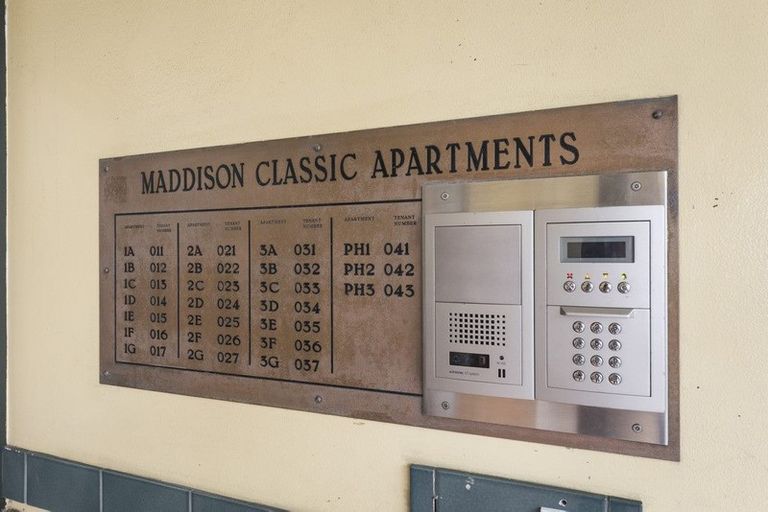 MADDISON CLASSIC APARTMENTS
APARTMENT TENANT NUMBER APARTMENT TENANT NUMBER APARTMENT TENANT NUMBER APARTMENT TENANT NUMBER
1A 011 2A 021 3A 031 PH1 041
1B 012 2B 022 3B 032 PH2 042
1C 013 2C 023 3C 033 PH3 043
1D 014 2D 024 3D 034
1E 015 2E 025 3E 035
1F 016 2F 026 3F 036
1G 017 2G 027 3G 037